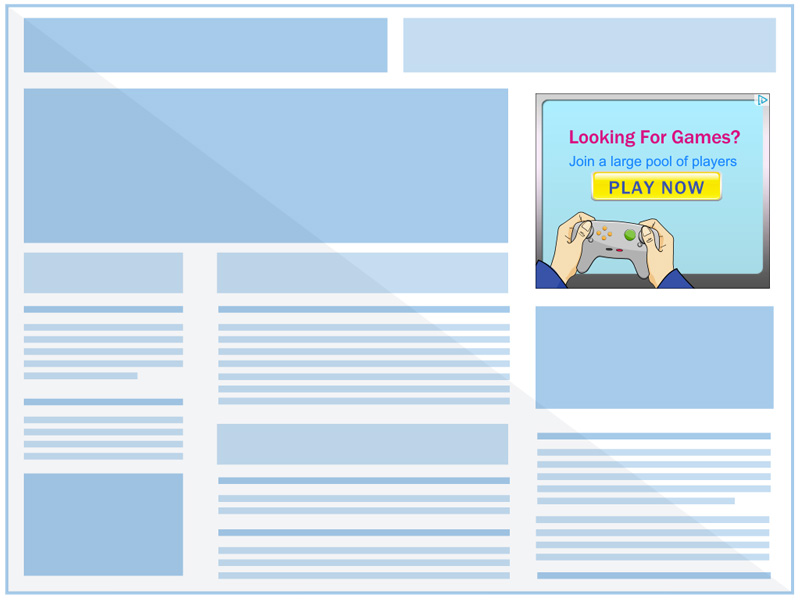 Looking For Games?
Join a large pool of players
PLAY NOW